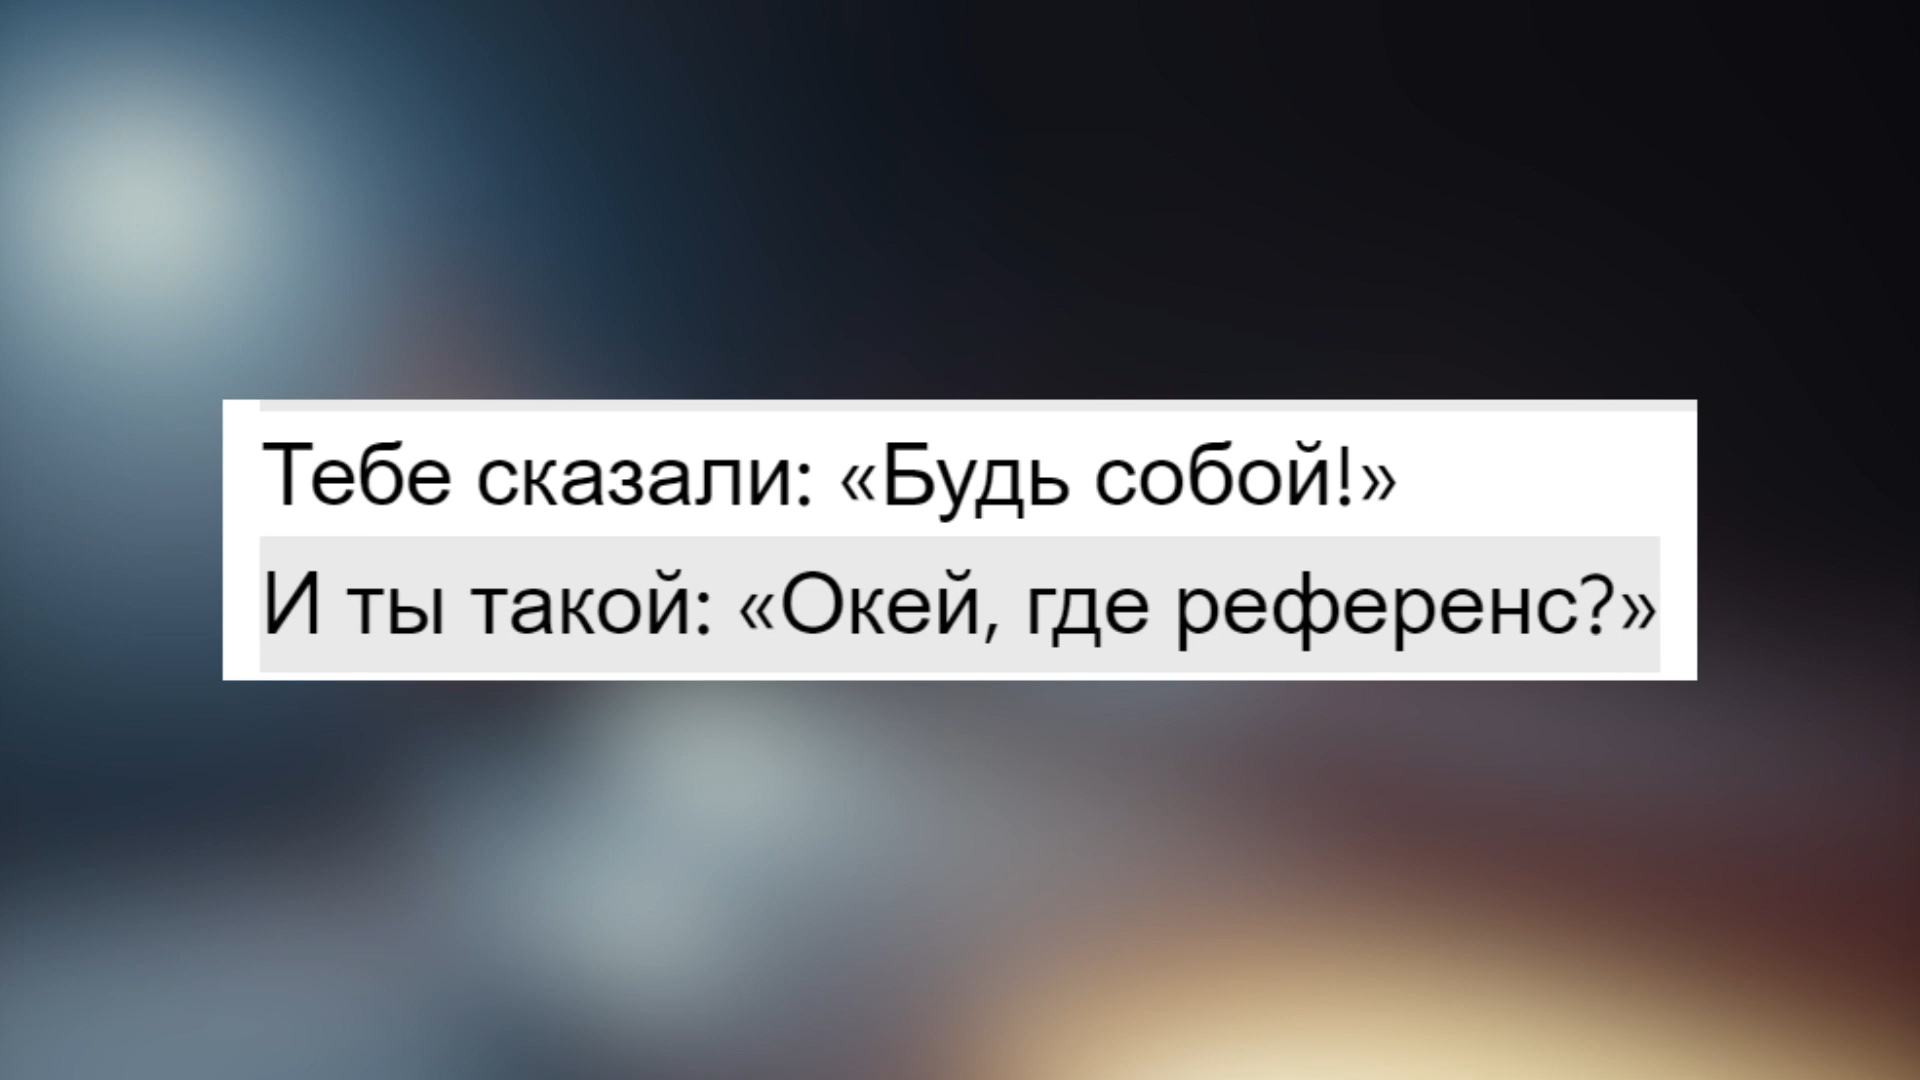 Тебе сказали: «Будь собой!»
И ты такой: «Окей, где референс?»